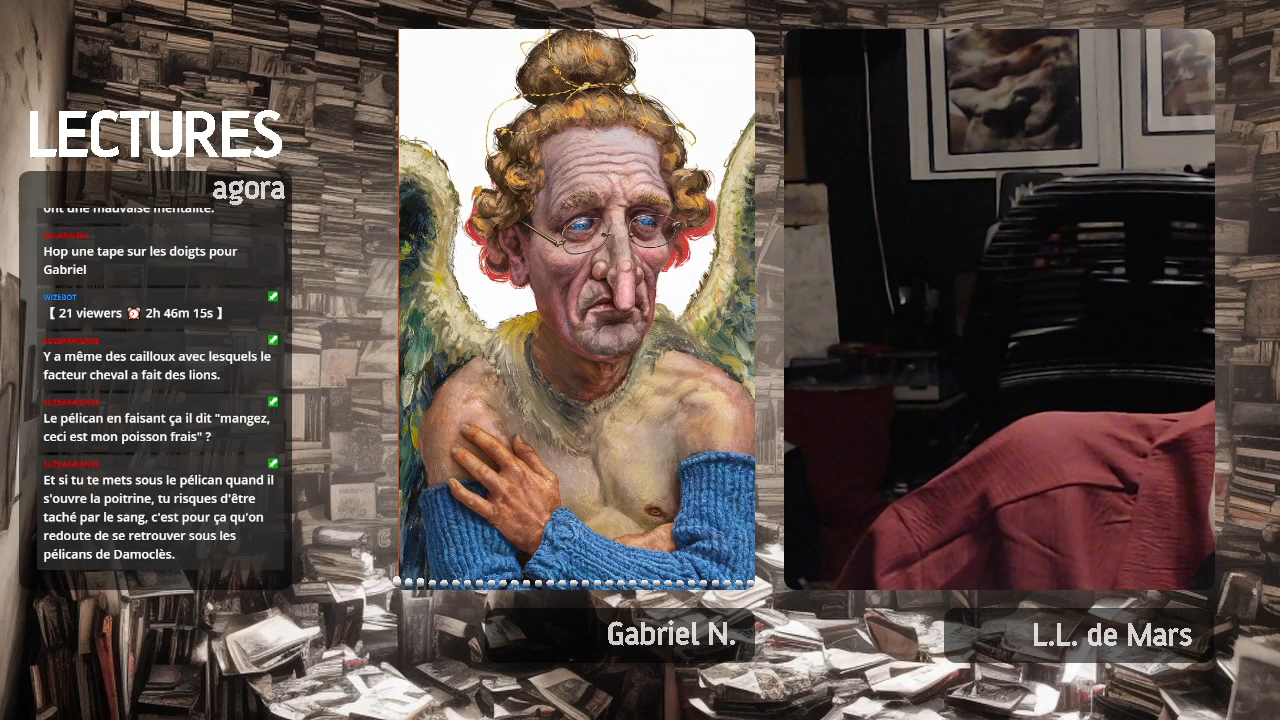 LECTURES
agora
ont une mauvaise mentalité.
Hop une tape sur les doigts pour
Gabriel
WIZEBOT
【 21 viewers ⏰ 2h 46m 15s 】
Y a même des cailloux avec lesquels le
facteur cheval a fait des lions.
Le pélican en faisant ça il dit "mangez,
ceci est mon poisson frais" ?
Et si tu te mets sous le pélican quand il
s'ouvre la poitrine, tu risques d'être
taché par le sang, c'est pour ça qu'on
redoute de se retrouver sous les
pélicans de Damoclès.
Gabriel N.
L.L. de Mars